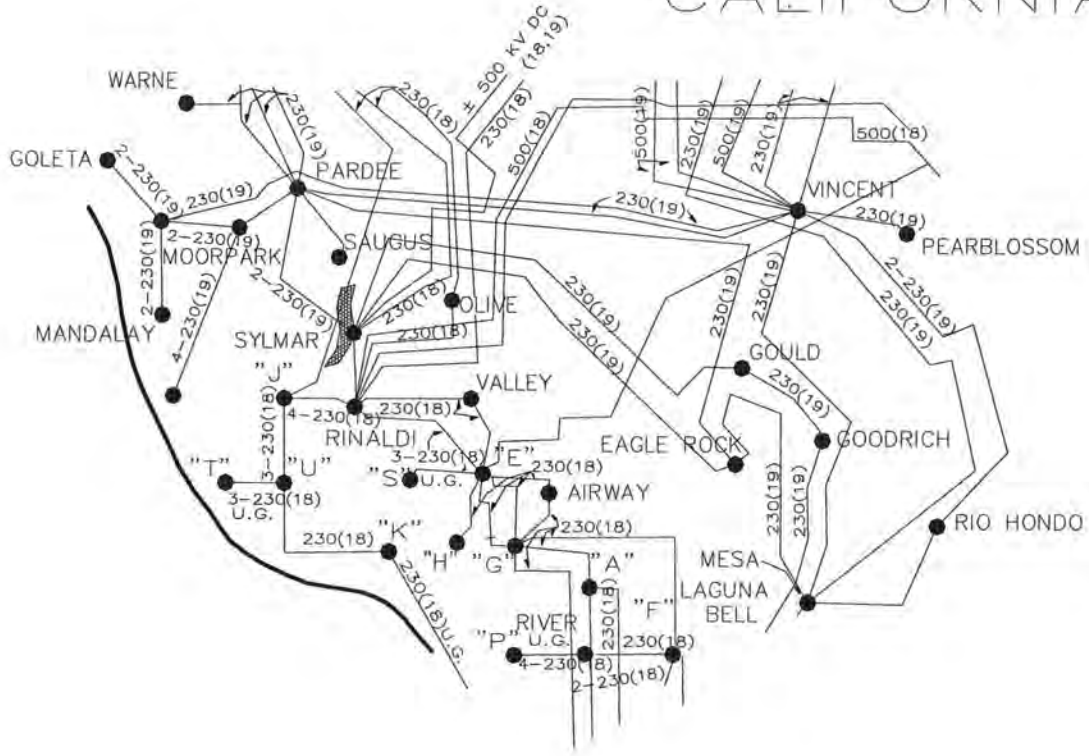 CALIFORNIA
± 500 KV DC
(18,19)
WARNE
230(19)
230(18)
230(18)
500(18)
500(19)
230(19)
500(19)
230(19)
500(18)
GOLETA
2-230(19)
PARDEE
230(19)
230(19)
VINCENT
230(19)
PEARBLOSSOM
2-230(19)
MOORPARK
SAUGUS
2-230(19)
2-230(19)
4-230(19)
MANDALAY
SYLMAR
230(18)
OLIVE
230(18)
230(19)
230(19)
230(19)
230(19)
230(19)
2-230(19)
GOULD
230(19)
"J"
VALLEY
4-230(18)
230(18)
RINALDI
3-230(18)
EAGLE ROCK
GOODRICH
"T"
"U"
3-230(18)
U.G.
3-230(18)
"S"
U.G.
"E"
230(18)
AIRWAY
230(19)
230(19)
RIO HONDO
230(18)
"K"
"H"
"G"
230(18)
"A"
MESA
LAGUNA
BELL
230(18)U.G.
230(18)
"F"
RIVER
"P"
U.G.
4-230(18)
230(18)
2-230(18)